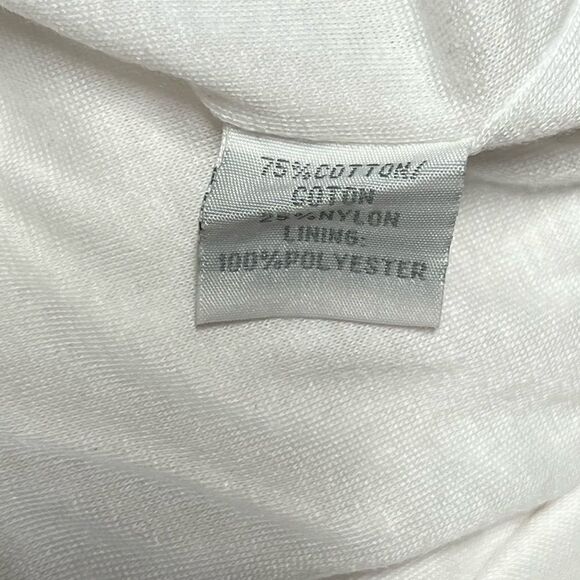 75%COTTON/
COTON
25%NYLON
LINING:
100%POLYESTER